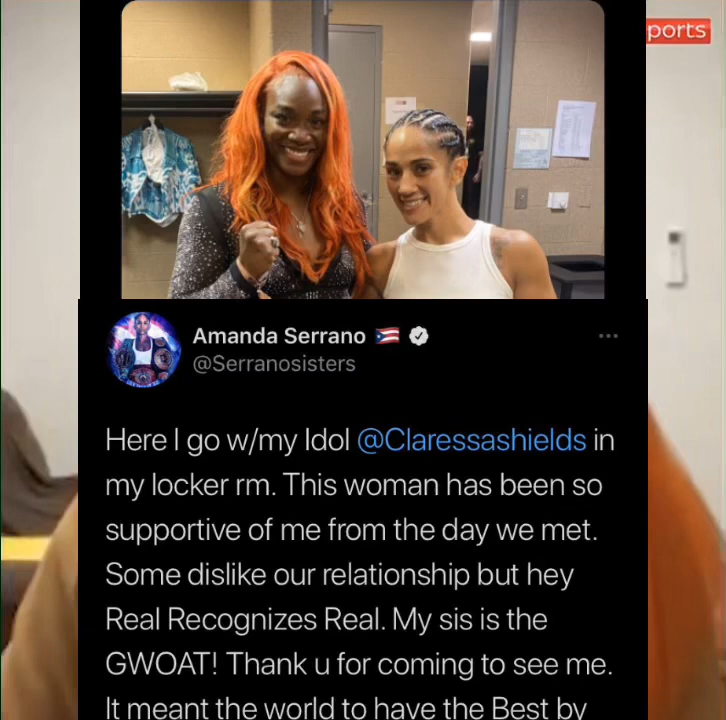 ports
Amanda Serrano 🇵🇷
@Serranosisters
Here I go w/my Idol @Claressashields in
my locker rm. This woman has been so
supportive of me from the day we met.
Some dislike our relationship but hey
Real Recognizes Real. My sis is the
GWOAT! Thank u for coming to see me.
It meant the world to have the Best by